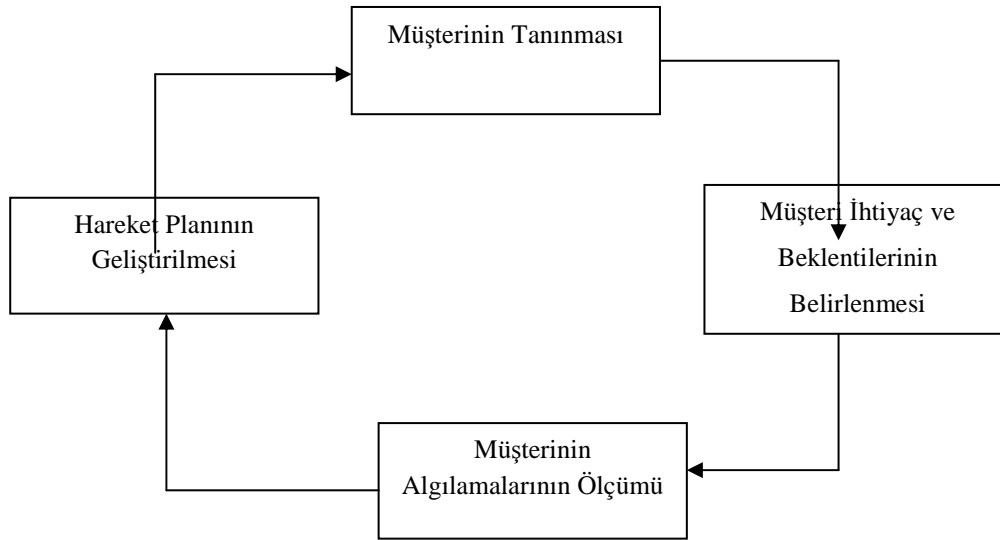 Müşterinin Tanınması
Hareket Planının
Geliştirilmesi
Müşteri İhtiyaç ve
Beklentilerinin
Belirlenmesi
Müşterinin
Algılamalarının Ölçümü